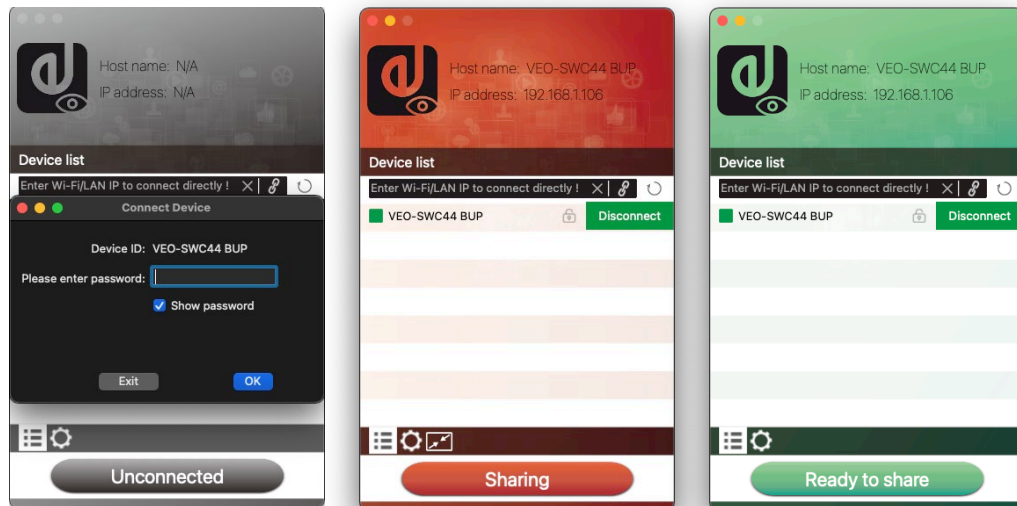 Host name: N/A
IP address: N/A
Device list
Enter Wi-Fi/LAN IP to connect directly !
Connect Device
Device ID: VEO-SWC44 BUP
Please enter password:
Show password
Exit
OK
Unconnected
Host name: VEO-SWC44 BUP
IP address: 192.168.1.106
Device list
Enter Wi-Fi/LAN IP to connect directly !
VEO-SWC44 BUP
Disconnect
Sharing
Host name: VEO-SWC44 BUP
IP address: 192.168.1.106
Device list
Enter Wi-Fi/LAN IP to connect directly !
VEO-SWC44 BUP
Disconnect
Ready to share